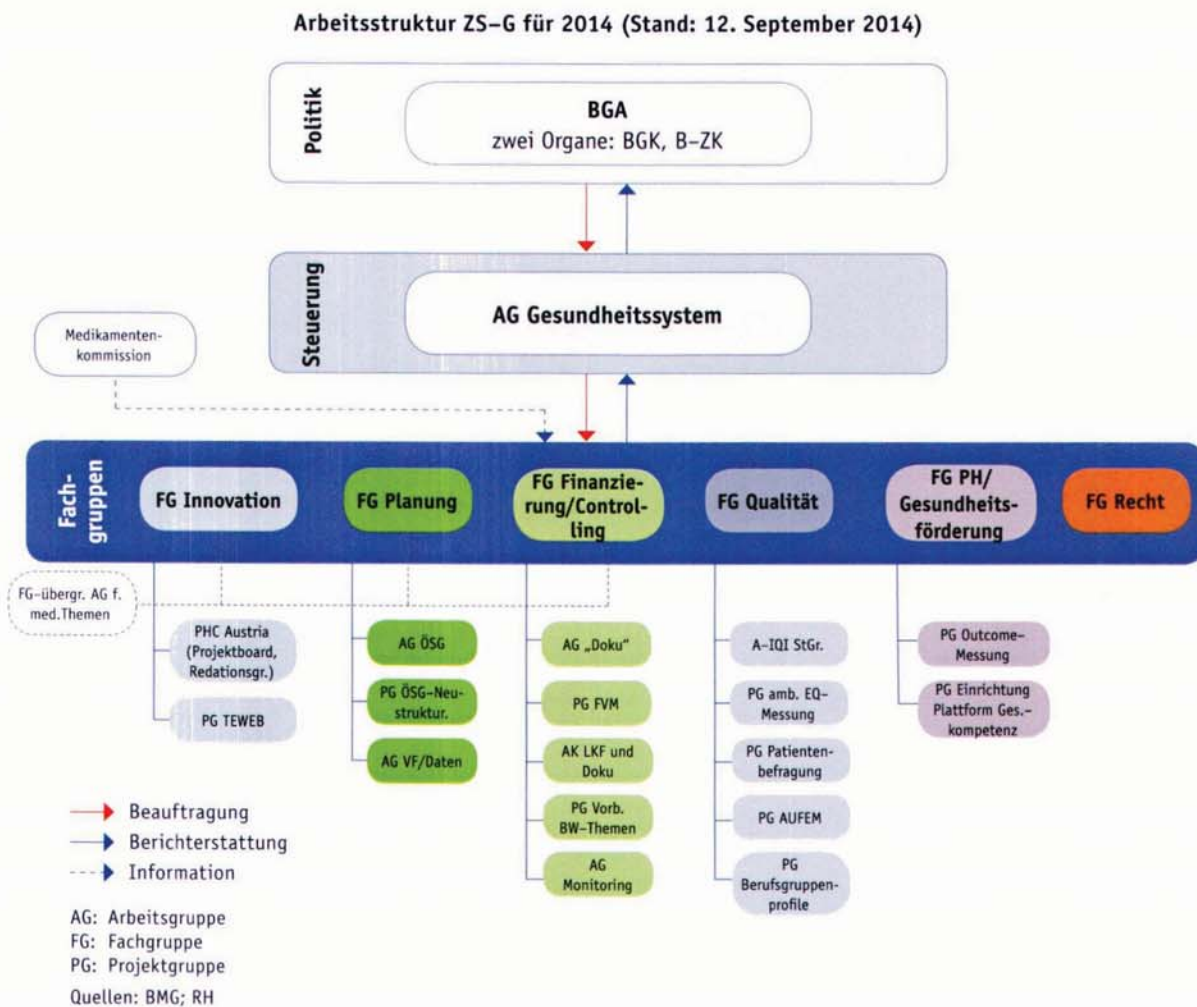 Arbeitsstruktur ZS–G für 2014 (Stand: 12. September 2014)
Politik
BGA
zwei Organe: BGK, B–ZK
Steuerung
AG Gesundheitssystem
Medikamenten-
kommission
Fach-
gruppen
FG Innovation
FG Planung
FG Finanzie-
rung/Control-
ling
FG Qualität
FG PH/
Gesundheits-
förderung
FG Recht
FG–übergr. AG f.
med.Themen
PHC Austria
(Projektboard,
Redationsgr.)
PG TEWEB
AG ÖSG
PG ÖSG–Neu-
struktur.
AG VF/Daten
AG „Doku“
PG FVM
AK LKF und
Doku
PG Vorb.
BW–Themen
AG
Monitoring
A–IQI StGr.
PG amb. EQ–
Messung
PG Patienten-
befragung
PG AUFEM
PG
Berufsgruppen-
profile
PG Outcome–
Messung
PG Einrichtung
Plattform Ges.–
kompetenz
Beauftragung
Berichterstattung
Information
AG: Arbeitsgruppe
FG: Fachgruppe
PG: Projektgruppe
Quellen: BMG; RH